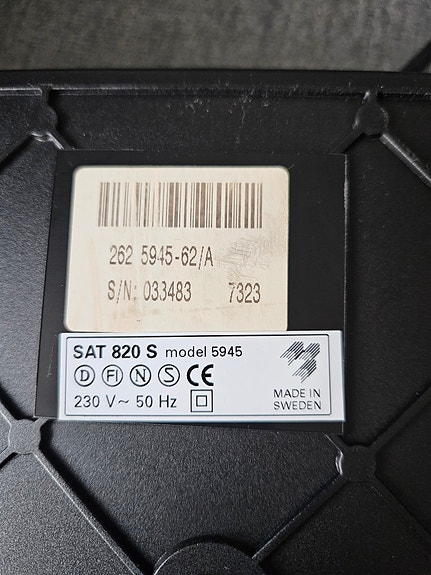 262 5945-62/A
S/N: 033483 7323
SAT 820 S model 5945
D FI N S CE
230 V~ 50 Hz
MADE IN
SWEDEN